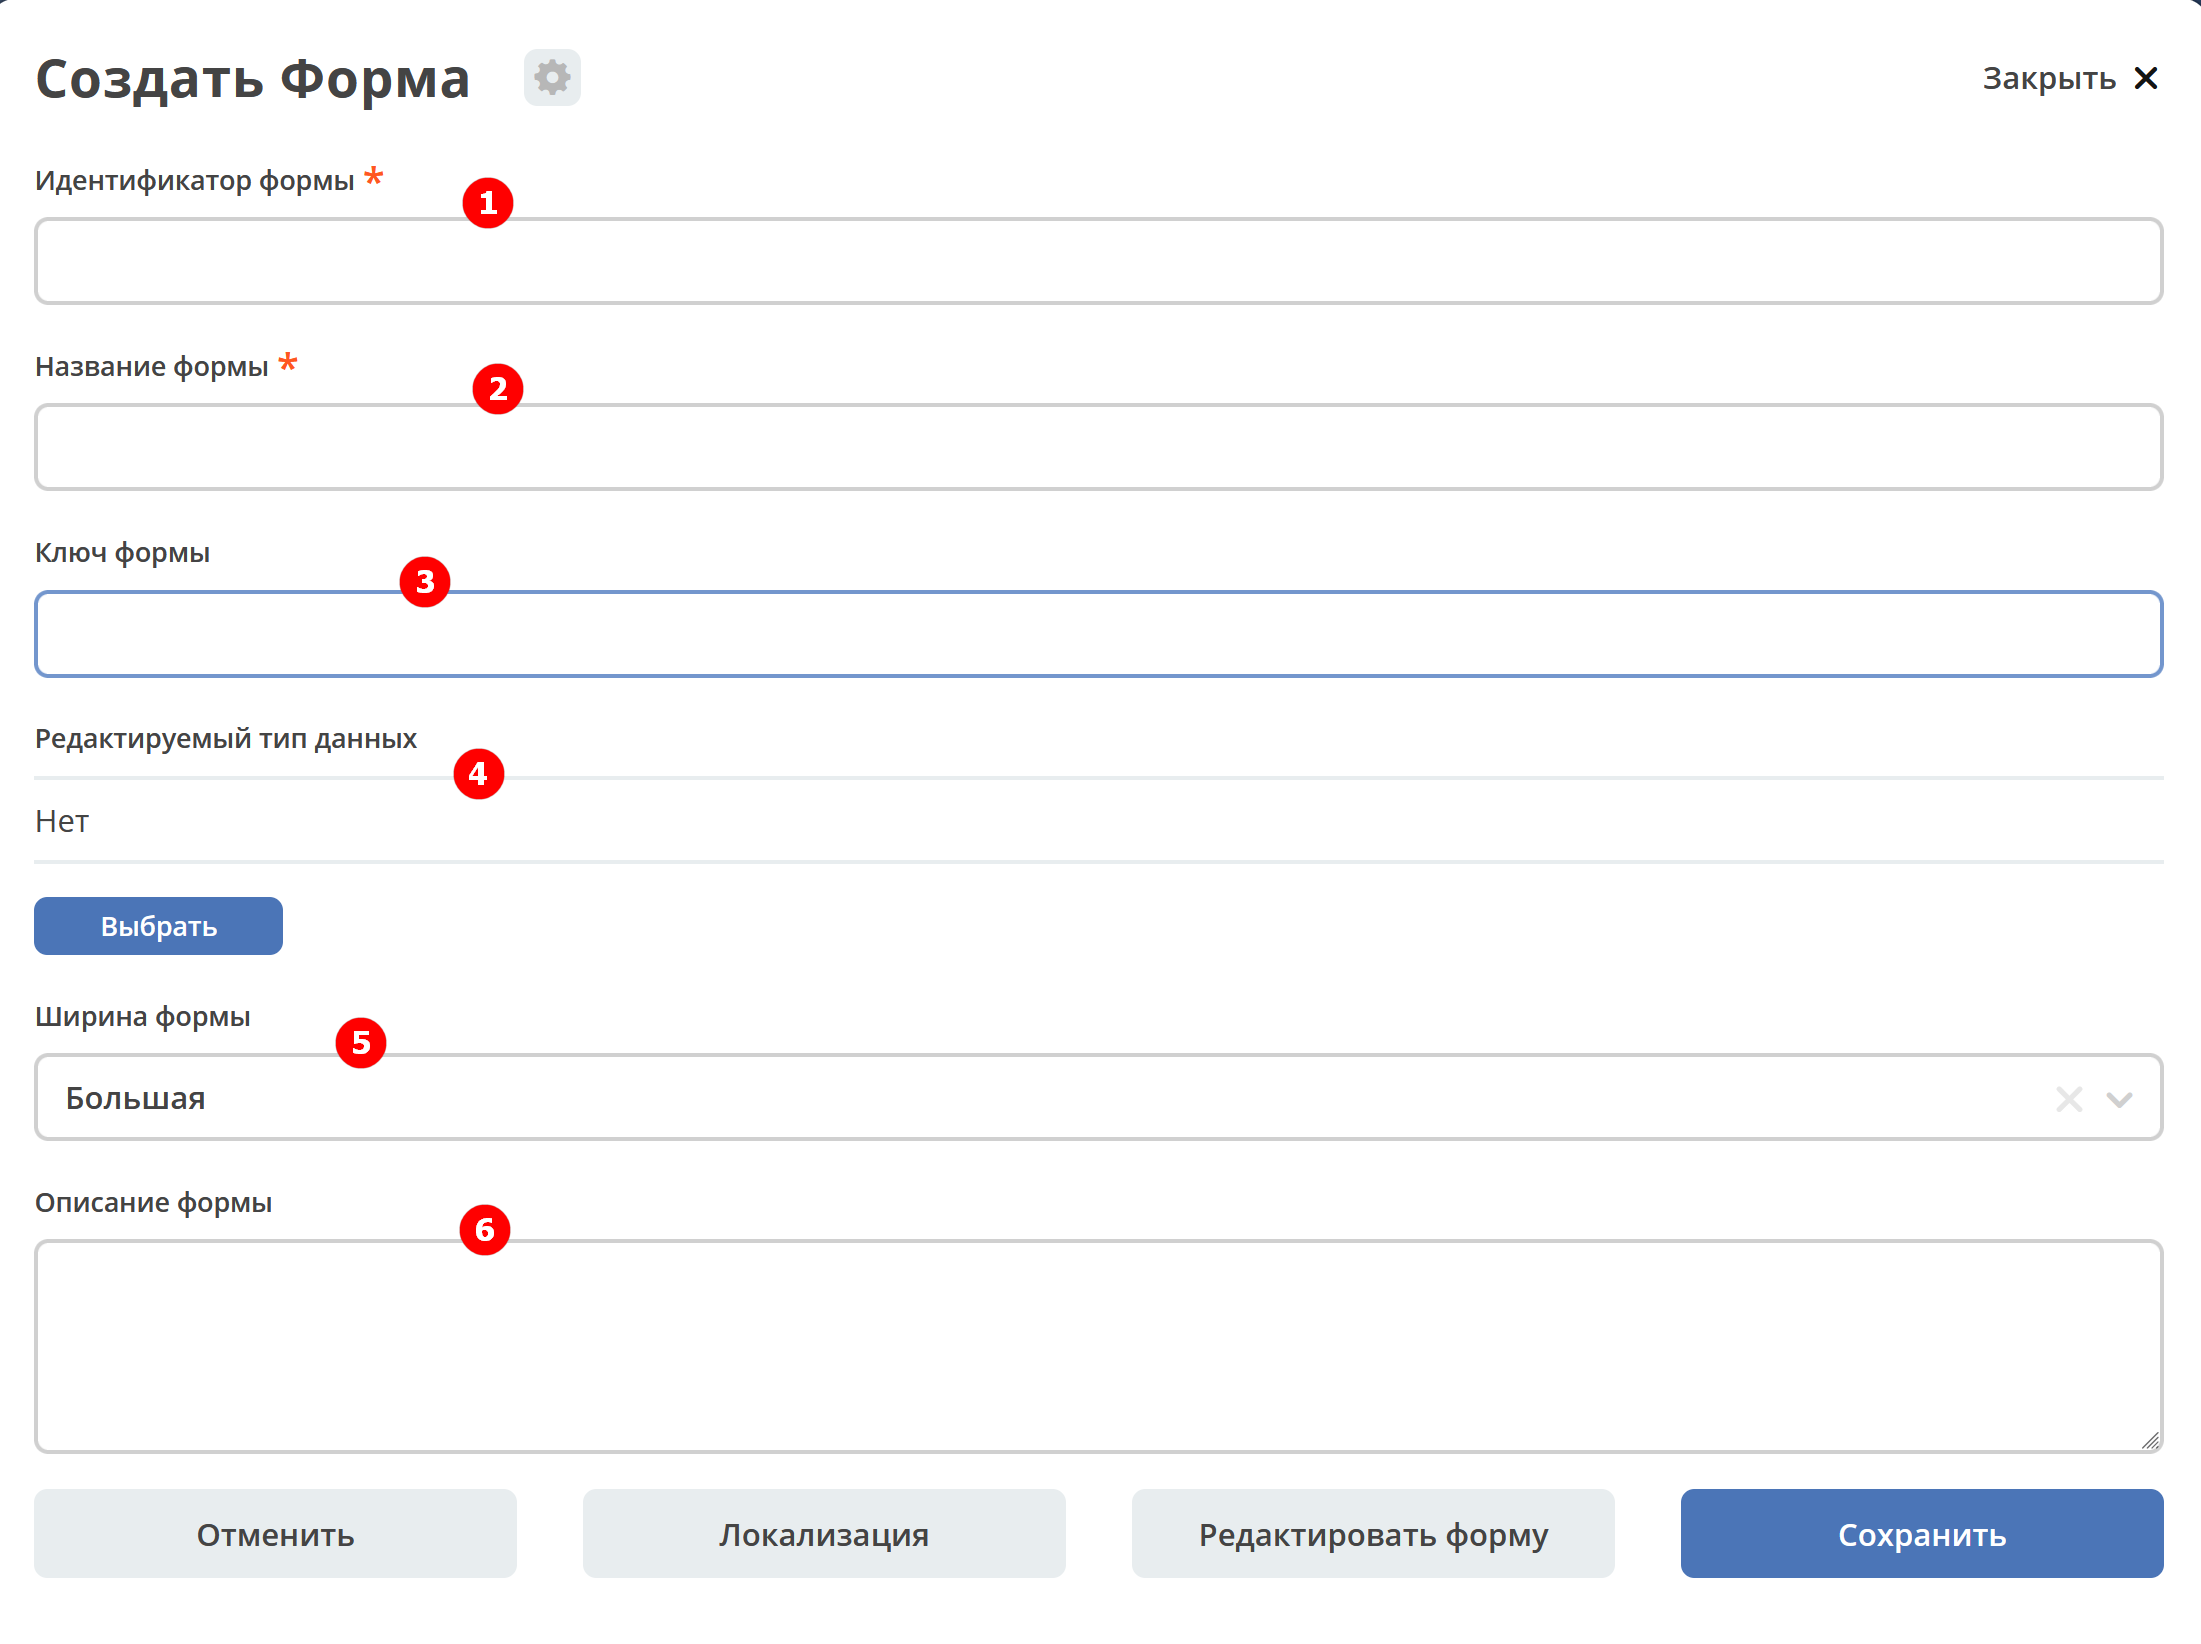 Создать Форма
Закрыть
Идентификатор формы *
1
Название формы *
2
Ключ формы
3
Редактируемый тип данных
4
Нет
Выбрать
Ширина формы
5
Большая
Описание формы
6
Отменить
Локализация
Редактировать форму
Сохранить